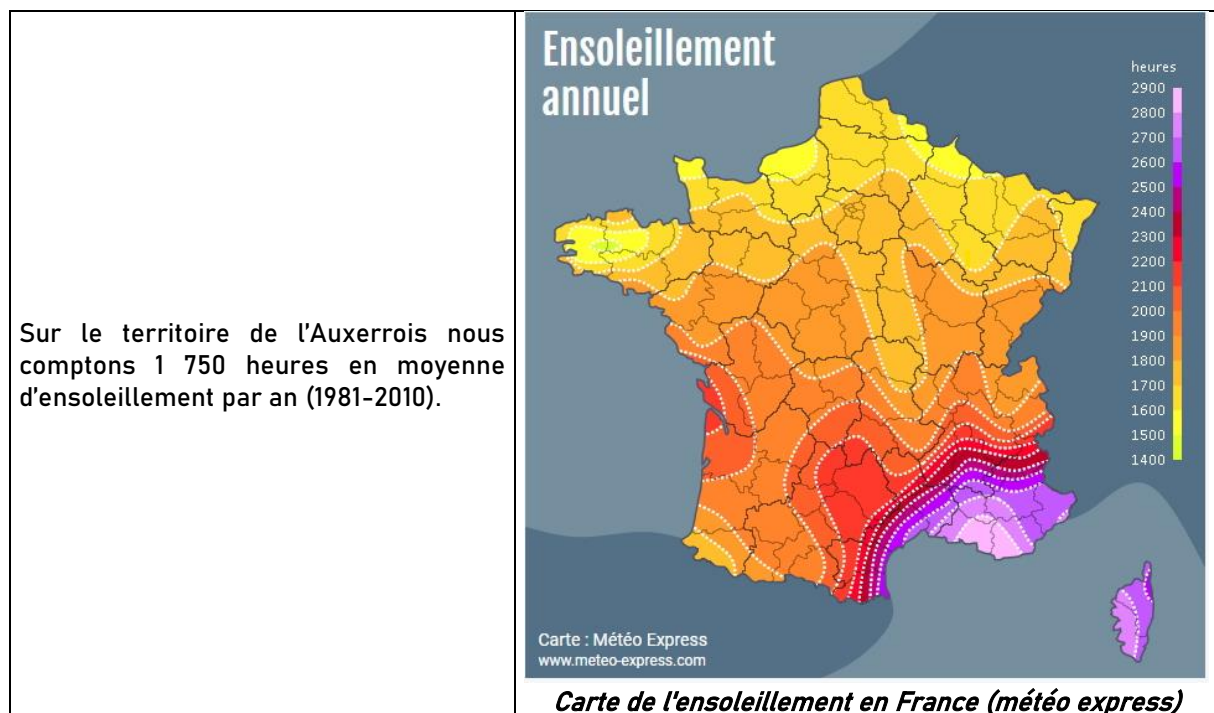 Sur le territoire de l'Auxerrois nous
comptons 1 750 heures en moyenne
d'ensoleillement par an (1981-2010).
Ensoleillement
annuel
heures
2900
2800
2700
2600
2500
2400
2300
2200
2100
2000
1900
1800
1700
1600
1500
1400
Carte : Météo Express
www.meteo-express.com
Carte de l'ensoleillement en France (météo express)